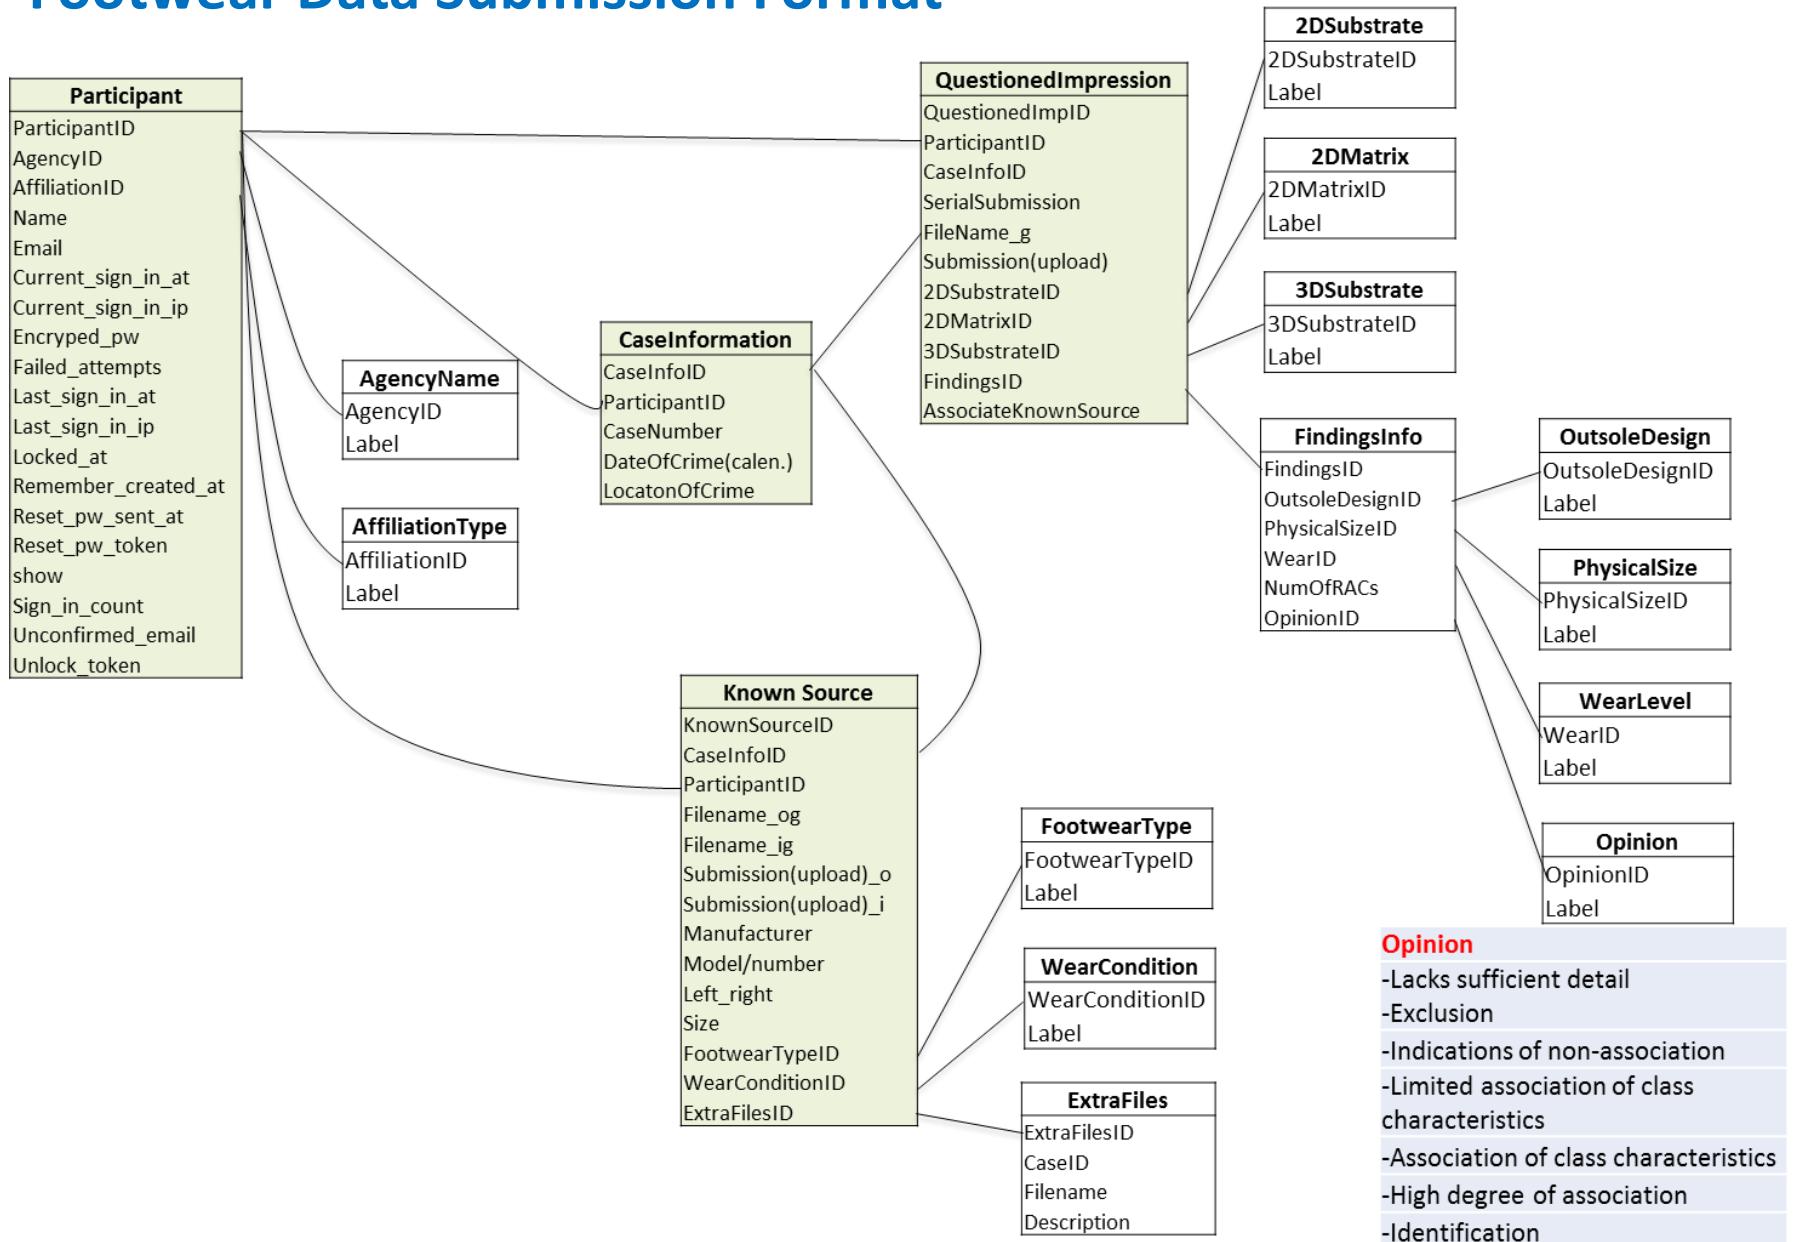 Footwear Data Submission Format
Participant
ParticipantID
AgencyID
AffiliationID
Name
Email
Current_sign_in_at
Current_sign_in_ip
Encryped_pw
Failed_attempts
Last_sign_in_at
Last_sign_in_ip
Locked_at
Remember_created_at
Reset_pw_sent_at
Reset_pw_token
show
Sign_in_count
Unconfirmed_email
Unlock_token
AgencyName
AgencyID
Label
AffiliationType
AffiliationID
Label
CaseInformation
CaseInfoID
ParticipantID
CaseNumber
DateOfCrime(calen.)
LocatonOfCrime
QuestionedImpression
QuestionedImpID
ParticipantID
CaseInfoID
SerialSubmission
FileName_g
Submission(upload)
2DSubstrateID
2DMatrixID
3DSubstrateID
FindingsID
AssociateKnownSource
2DSubstrate
2DSubstrateID
Label
2DMatrix
2DMatrixID
Label
3DSubstrate
3DSubstrateID
Label
FindingsInfo
FindingsID
OutsoleDesignID
PhysicalSizeID
WearID
NumOfRACs
OpinionID
OutsoleDesign
OutsoleDesignID
Label
PhysicalSize
PhysicalSizeID
Label
WearLevel
WearID
Label
Opinion
OpinionID
Label
Known Source
KnownSourceID
CaseInfoID
ParticipantID
Filename_og
Filename_ig
Submission(upload)_o
Submission(upload)_i
Manufacturer
Model/number
Left_right
Size
FootwearTypeID
WearConditionID
ExtraFilesID
FootwearType
FootwearTypeID
Label
WearCondition
WearConditionID
Label
ExtraFiles
ExtraFilesID
CaseID
Filename
Description
Opinion
-Lacks sufficient detail
-Exclusion
-Indications of non-association
-Limited association of class
characteristics
-Association of class characteristics
-High degree of association
-Identification